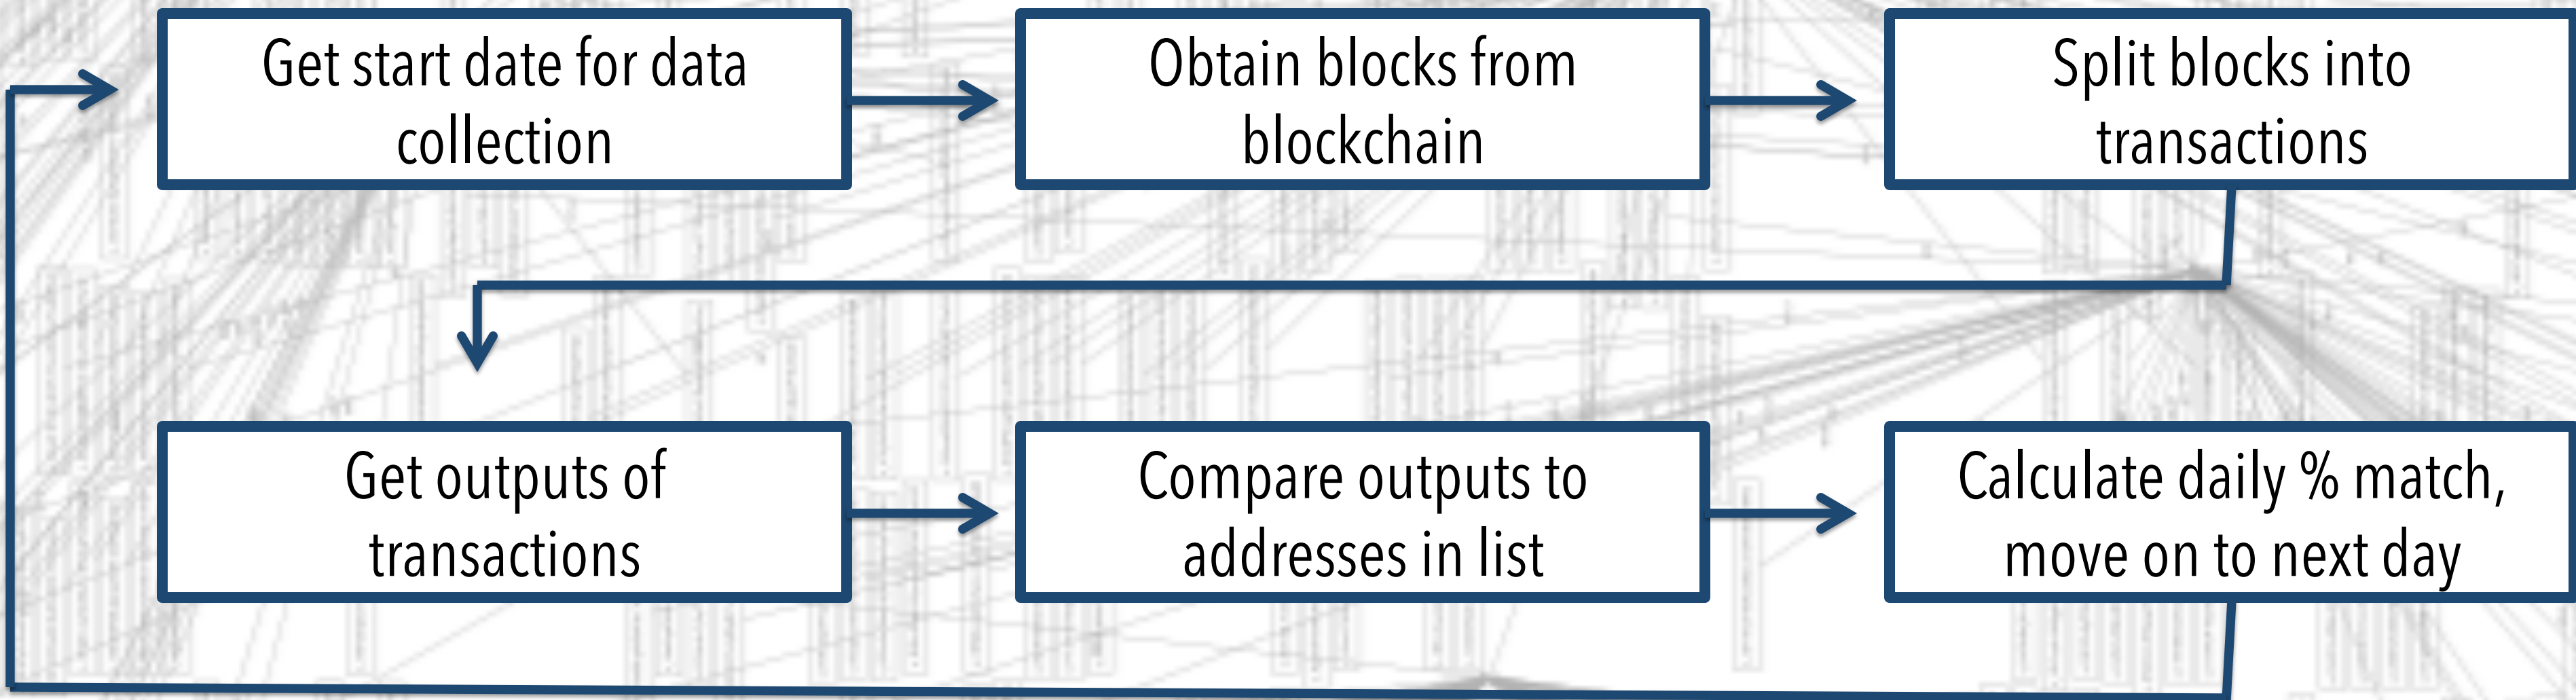 Get start date for data
collection
Obtain blocks from
blockchain
Split blocks into
transactions
Get outputs of
transactions
Compare outputs to
addresses in list
Calculate daily % match,
move on to next day